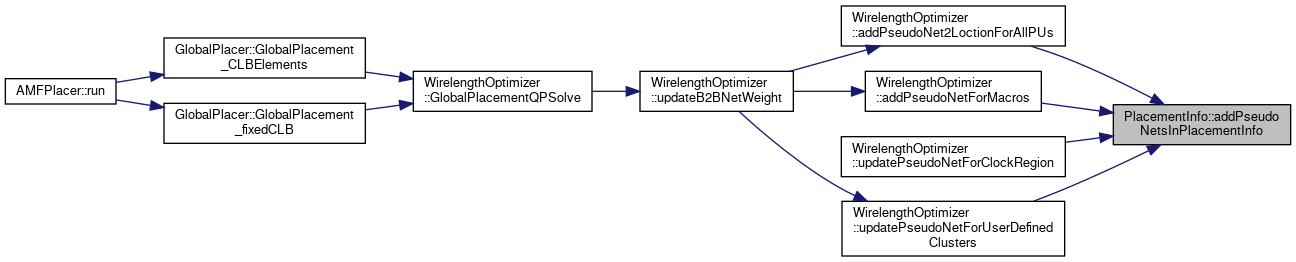 AMFPlacer::run
GlobalPlacer::GlobalPlacement
_CLBElements
GlobalPlacer::GlobalPlacement
_fixedCLB
WirelengthOptimizer
::GlobalPlacementQPSolve
WirelengthOptimizer
::updateB2BNetWeight
WirelengthOptimizer
::addPseudoNet2LoctionForAllPUs
WirelengthOptimizer
::addPseudoNetForMacros
WirelengthOptimizer
::updatePseudoNetForClockRegion
WirelengthOptimizer
::updatePseudoNetForUserDefined
Clusters
PlacementInfo::addPseudo
NetsInPlacementInfo